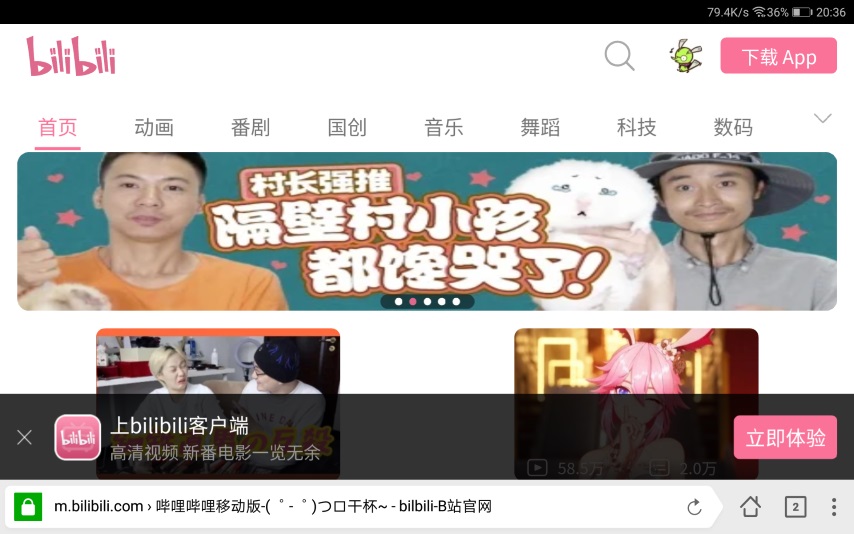 79.4K/s 36% 20:36
bilibili
下载 App
首页 动画 番剧 国创 音乐 舞蹈 科技 数码
村长强推
隔壁村小孩
都馋哭了!
上bilibili客户端
高清视频 新番电影一览无余
bilibili
立即体验
58.5万 2.0万
m.bilibili.com › 哔哩哔哩移动版-( ゜- ゜)つロ干杯~ - bilbili-B站官网
2